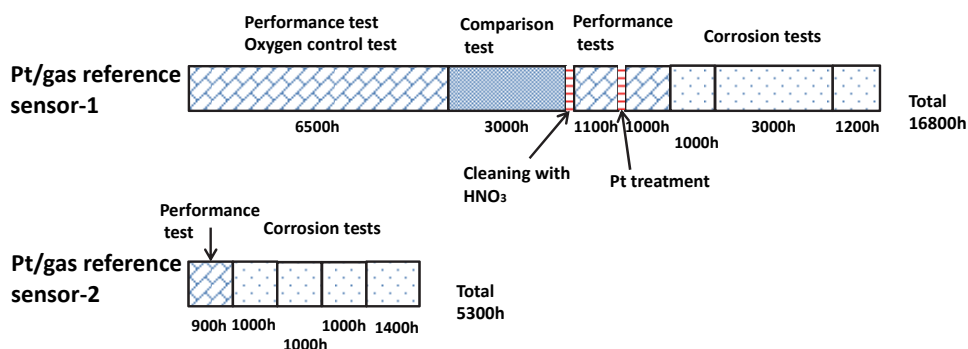 Performance test
Oxygen control test
Comparison
test
Performance
tests
Corrosion tests
Pt/gas reference
sensor-1
6500h
3000h
1100h
1000h
1000h
3000h
1200h
Total
16800h
Cleaning with
HNO3
Pt treatment
Performance
test
Corrosion tests
Pt/gas reference
sensor-2
900h
1000h
1000h
1000h
1400h
Total
5300h